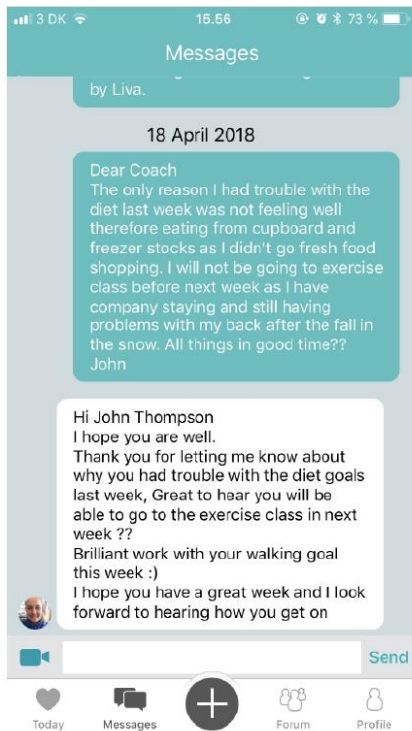 3 DK 15.56 73 %
Messages
by Liva.
18 April 2018
Dear Coach
The only reason I had trouble with the
diet last week was not feeling well
therefore eating from cupboard and
freezer stocks as I didn't go fresh food
shopping. I will not be going to exercise
class before next week as I have
company staying and still having
problems with my back after the fall in
the snow. All things in good time??
John
Hi John Thompson
I hope you are well.
Thank you for letting me know about
why you had trouble with the diet goals
last week, Great to hear you will be
able to go to the exercise class in next
week ??
Brilliant work with your walking goal
this week :)
I hope you have a great week and I look
forward to hearing how you get on
Send
Today Messages Forum Profile